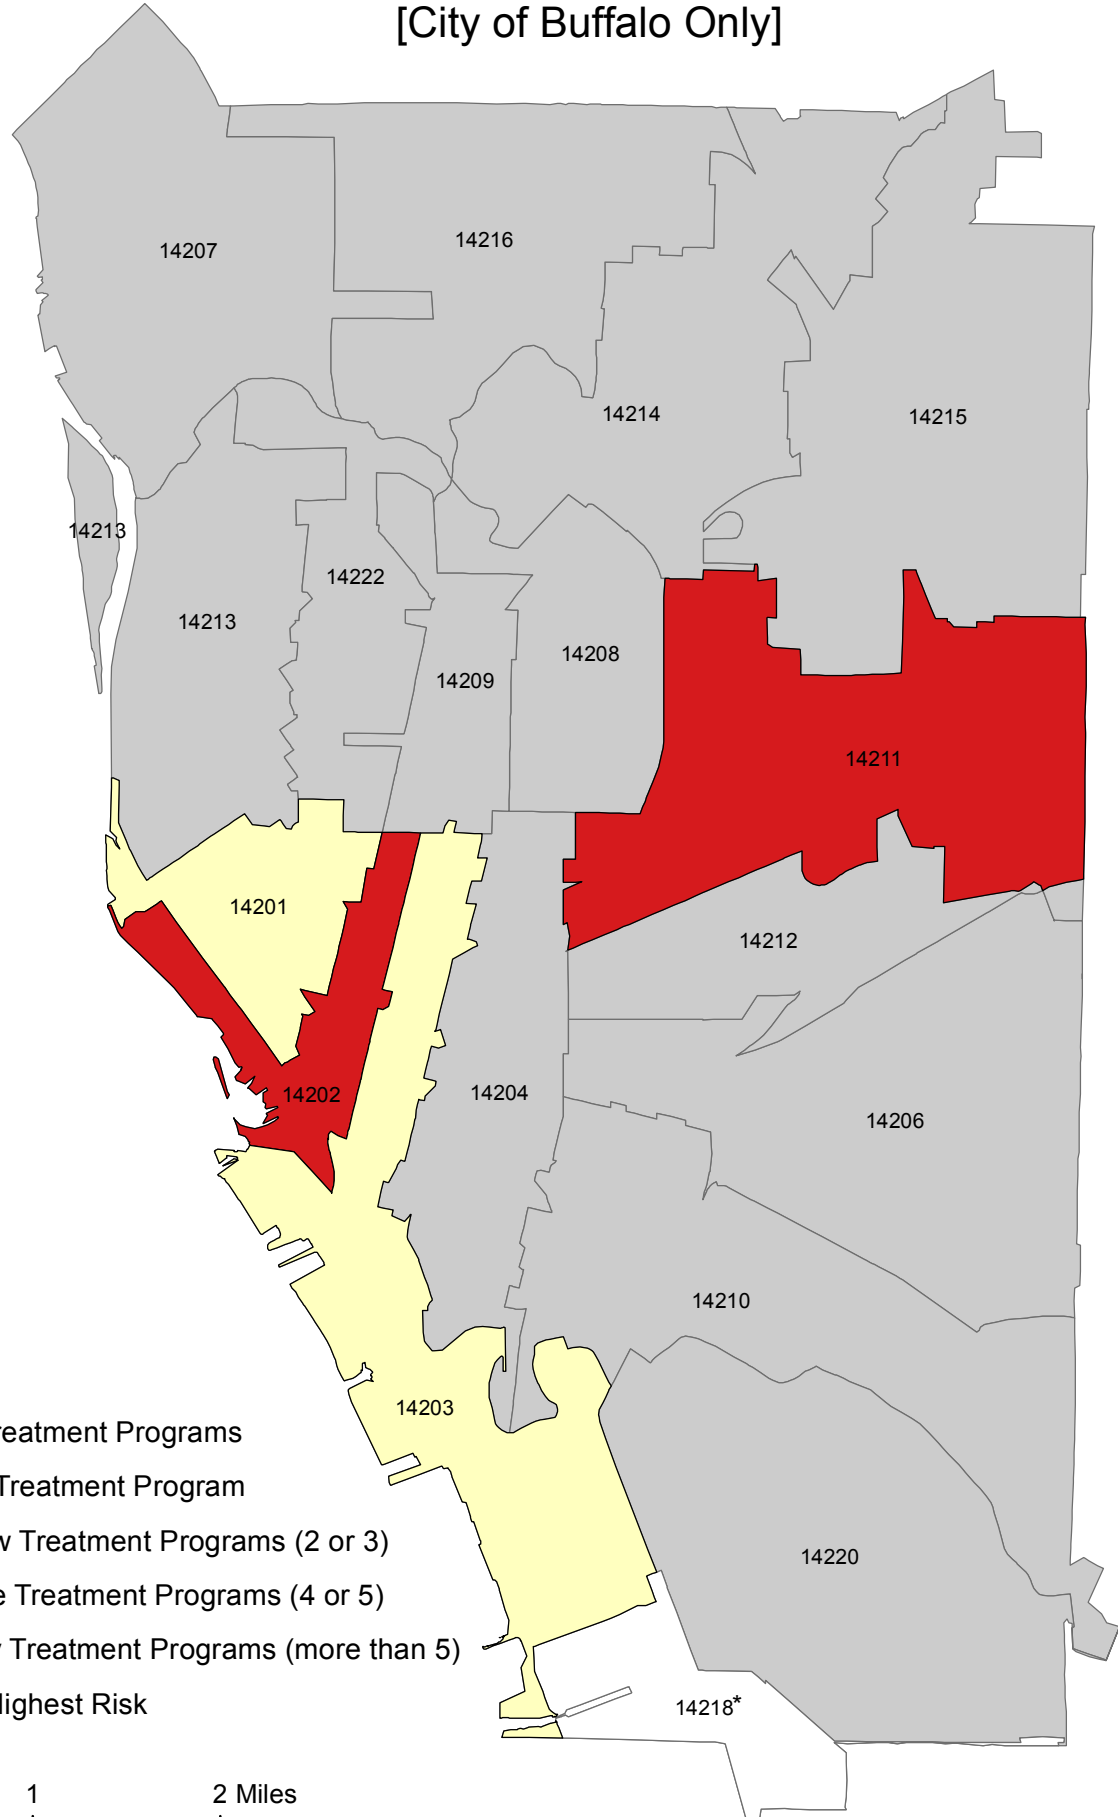 [City of Buffalo Only]
14207
14216
14214
14215
14213
14222
14213
14208
14209
14211
14201
14212
14202
14204
14206
14210
14203
Treatment Programs
Treatment Program
Treatment Programs (2 or 3)
14220
Treatment Programs (4 or 5)
Treatment Programs (more than 5)
Highest Risk
14218*
1 2 Miles